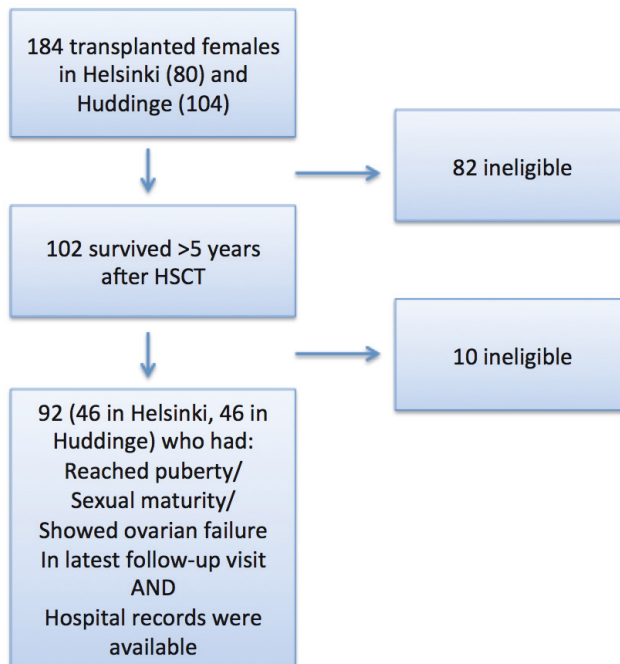 184 transplanted females
in Helsinki (80) and
Huddinge (104)
82 ineligible
102 survived >5 years
after HSCT
10 ineligible
92 (46 in Helsinki, 46 in
Huddinge) who had:
Reached puberty/
Sexual maturity/
Showed ovarian failure
In latest follow-up visit
AND
Hospital records were
available